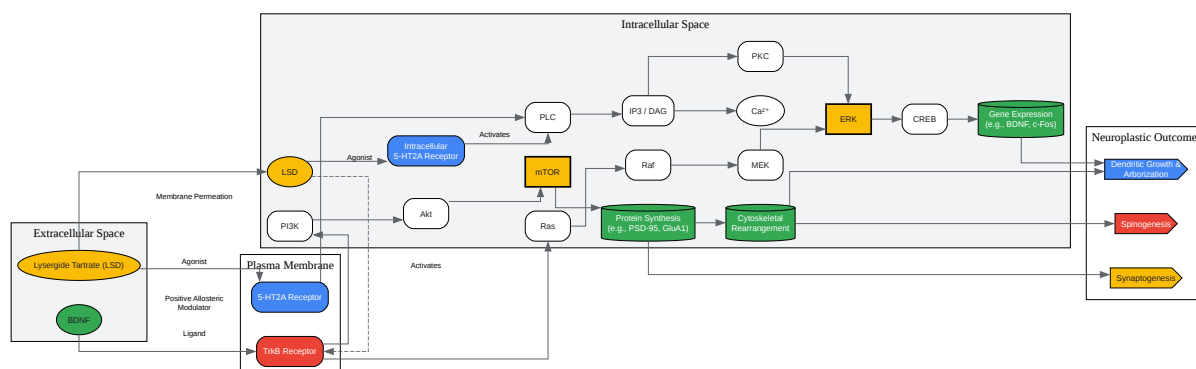 Intracellular Space
PKC
IP3 / DAG
Ca²⁺
PLC
ERK
CREB
Gene Expression
(e.g., BDNF, c-Fos)
Activates
Intracellular
5-HT2A Receptor
Agonist
LSD
mTOR
Raf
MEK
Membrane Permeation
PI3K
Akt
Ras
Protein Synthesis
(e.g., PSD-95, GluA1)
Cytoskeletal
Rearrangement
Neuroplastic Outcome
Dendritic Growth &
Arborization
Spinogenesis
Synaptogenesis
Extracellular Space
Lysergide Tartrate (LSD)
BDNF
Agonist
Positive Allosteric
Modulator
Ligand
Plasma Membrane
5-HT2A Receptor
TrkB Receptor
Activates